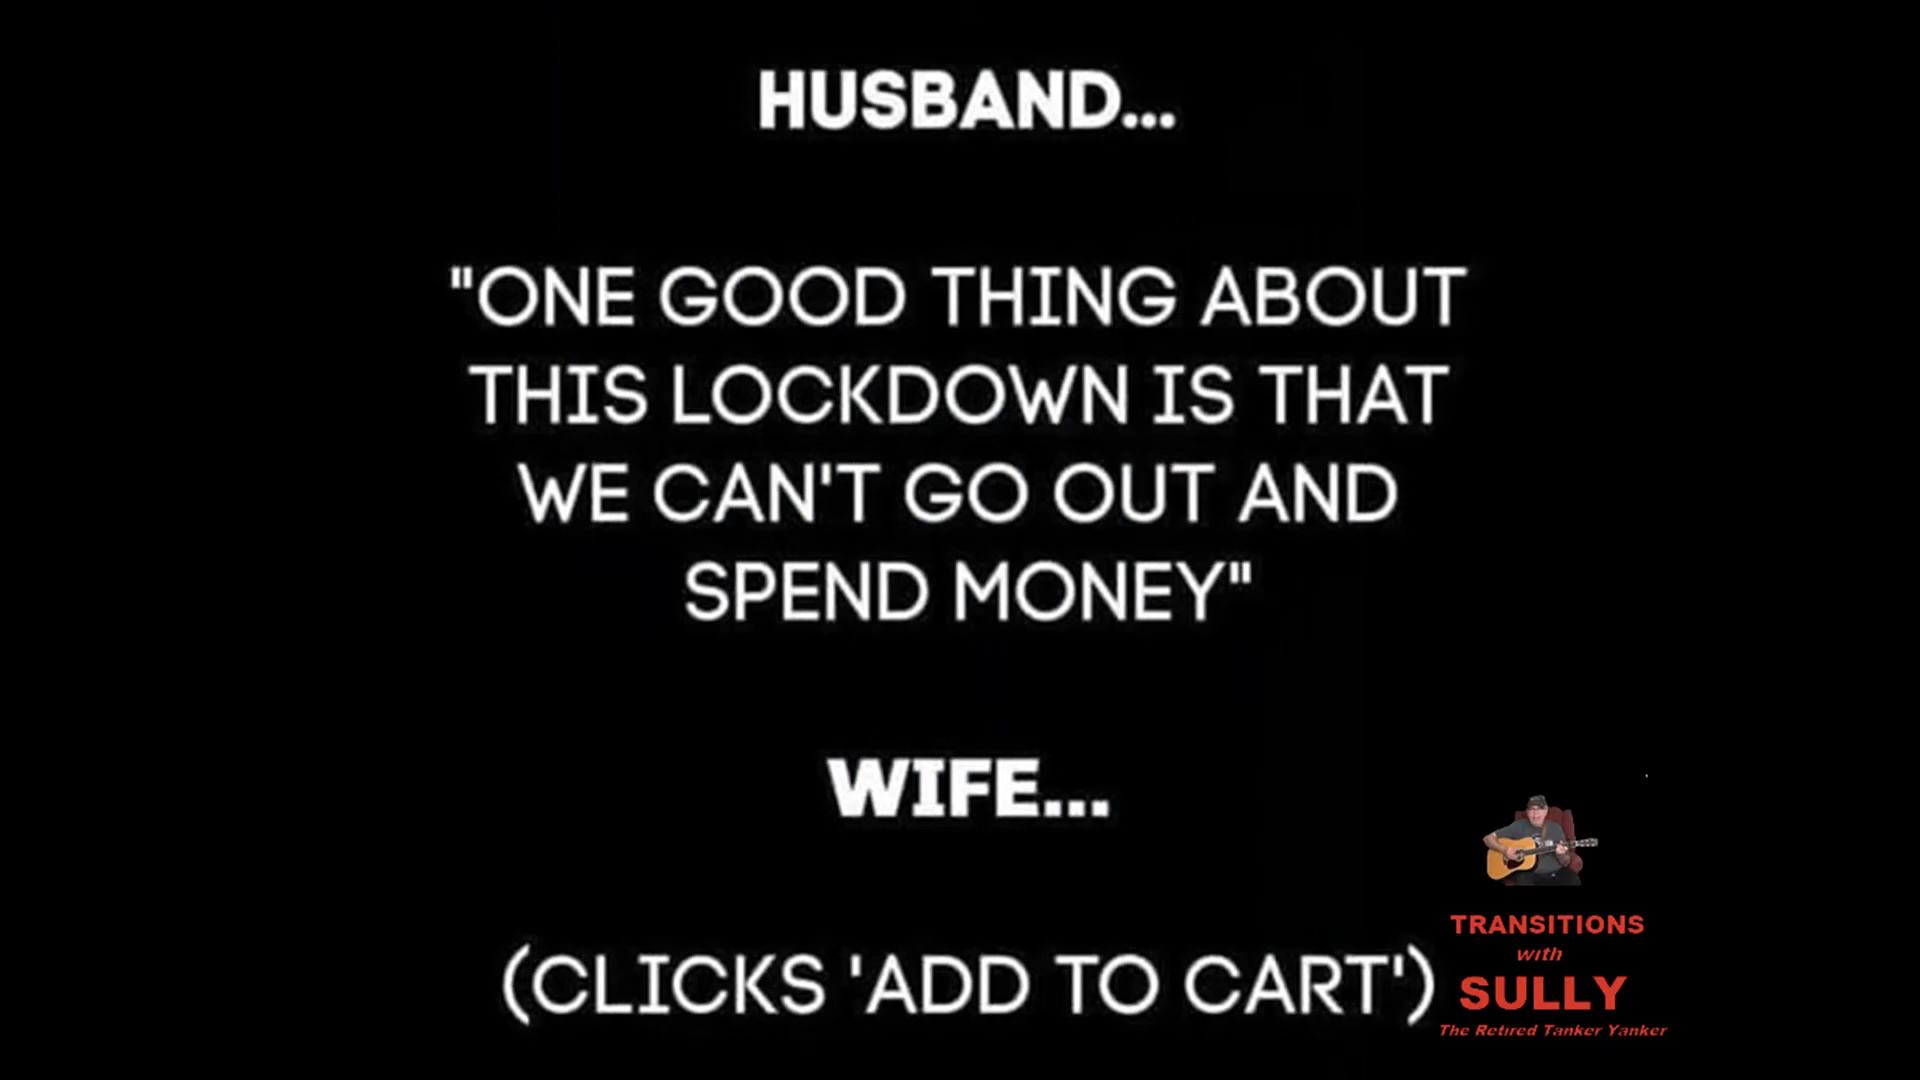 HUSBAND...
"ONE GOOD THING ABOUT
THIS LOCKDOWN IS THAT
WE CAN'T GO OUT AND
SPEND MONEY"
WIFE...
(CLICKS 'ADD TO CART')
TRANSITIONS
with
SULLY
The Retired Tanker Yanker